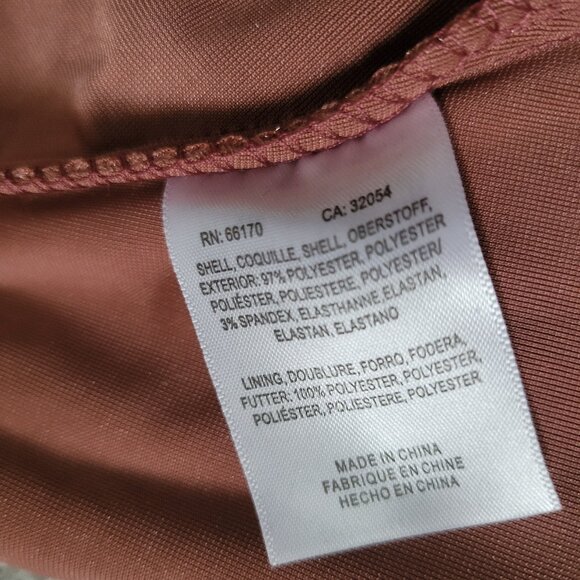 RN: 66170 CA: 32054
SHELL, COQUILLE, SHELL, OBERSTOFF,
EXTERIOR: 97% POLYESTER, POLYESTER
POLIÉSTER, POLIESTERE, POLYESTER/
3% SPANDEX, ELASTHANNE, ELASTAN,
ELASTAN, ELASTANO
LINING, DOUBLURE, FORRO, FODERA,
FUTTER: 100% POLYESTER, POLYESTER,
POLIÉSTER, POLIESTERE, POLYESTER
MADE IN CHINA
FABRIQUE EN CHINE
HECHO EN CHINA